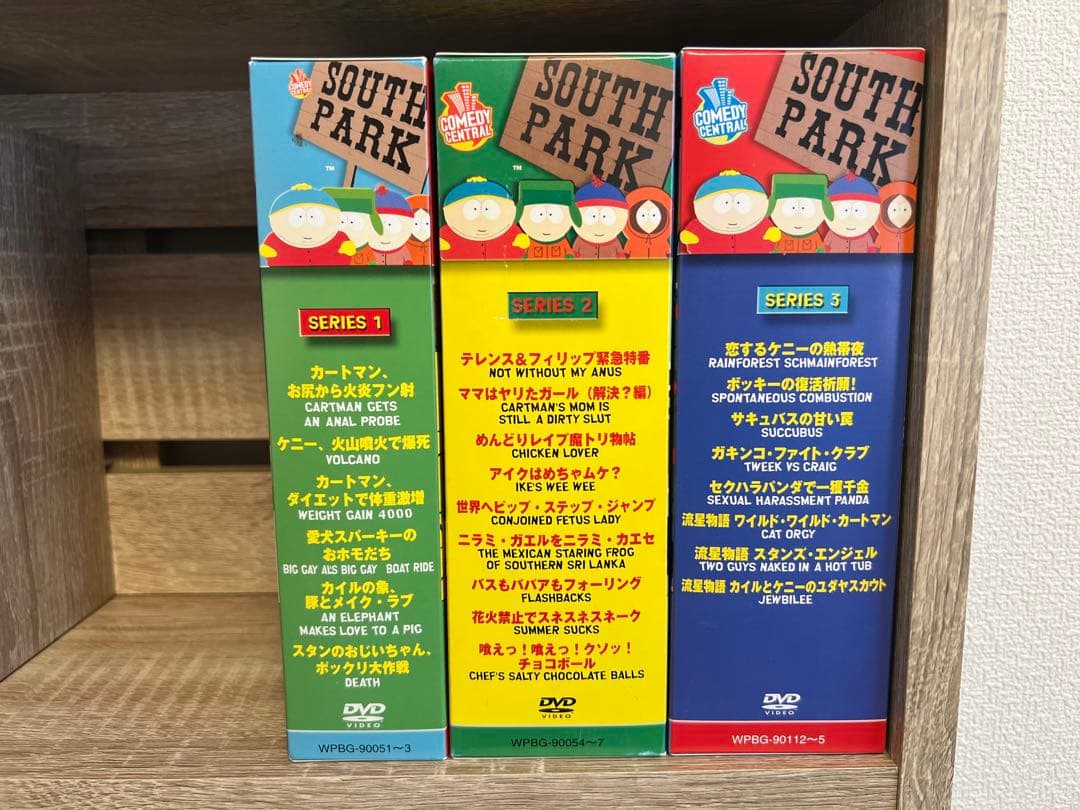 COMEDY CENTRAL
SOUTH
PARK
SERIES 1
カートマン、
お尻から火炎フン射
CARTMAN GETS
AN ANAL PROBE
ケニー、火山噴火で爆死
VOLCANO
カートマン、
ダイエットで体重激増
WEIGHT GAIN 4000
愛犬スパーキーの
おホモだち
BIG GAY AL'S BIG GAY BOAT RIDE
カイルの象、
豚とメイク・ラブ
AN ELEPHANT
MAKES LOVE TO A PIG
スタンのおじいちゃん、
ポックリ大作戦
DEATH
DVD
VIDEO
WPBG-90051〜3
COMEDY
CENTRAL
SOUTH
PARK
TM
SERIES 2
テレンス&フィリップ緊急特番
NOT WITHOUT MY ANUS
ママはヤリたガール（解決？編）
CARTMAN'S MOM IS
STILL A DIRTY SLUT
めんどりレイプ魔トリ物帖
CHICKEN LOVER
アイクはめちゃムケ？
IKE'S WEE WEE
世界へピップ・ステップ・ジャンプ
CONJOINED FETUS LADY
ニラミ・ガエルをニラミ・カエセ
THE MEXICAN STARING FROG
OF SOUTHERN SRI LANKA
バスもババアもフォーリング
FLASHBACKS
花火禁止でスネスネスネーク
SUMMER SUCKS
喰えっ！喰えっ！クソッ！
チョコボール
CHEF'S SALTY CHOCOLATE BALLS
DVD
VIDEO
WPBG-90054〜7
COMEDY
CENTRAL
SOUTH
PARK
SERIES 3
恋するケニーの熱帯夜
RAINFOREST SCHMAINFOREST
ボッキーの復活祈願！
SPONTANEOUS COMBUSTION
サキュバスの甘い罠
SUCCUBUS
ガキンコ・ファイト・クラブ
TWEEK VS CRAIG
セクハラパンダで一獲千金
SEXUAL HARASSMENT PANDA
流星物語 ワイルド・ワイルド・カートマン
CAT ORGY
流星物語 スタンズ・エンジェル
TWO GUYS NAKED IN A HOT TUB
流星物語 カイルとケニーのユダヤスカウト
JEWBILEE
DVD
VIDEO
WPBG-90112〜5